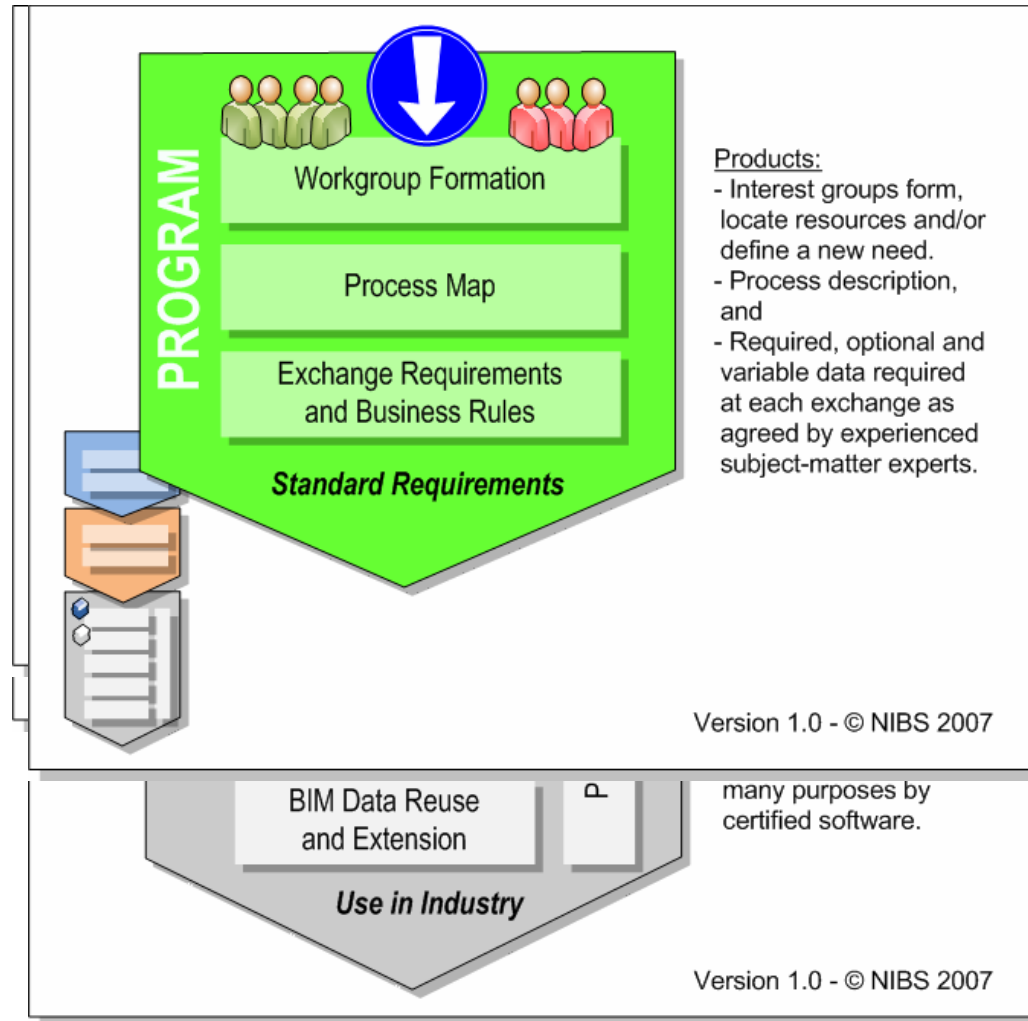 PROGRAM
Workgroup Formation
Process Map
Exchange Requirements
and Business Rules
Standard Requirements
Products:
- Interest groups form,
locate resources and/or
define a new need.
- Process description,
and
- Required, optional and
variable data required
at each exchange as
agreed by experienced
subject-matter experts.
Version 1.0 - © NIBS 2007
BIM Data Reuse
and Extension
P
many purposes by
certified software.
Use in Industry
Version 1.0 - © NIBS 2007